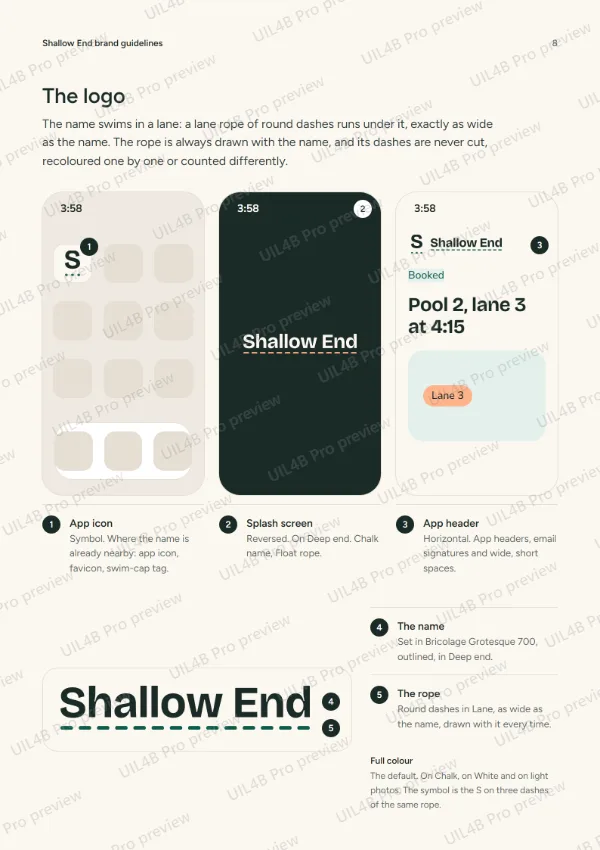 Shallow End brand guidelines
8
The logo
The name swims in a lane: a lane rope of round dashes runs under it, exactly as wide
as the name. The rope is always drawn with the name, and its dashes are never cut,
recoloured one by one or counted differently.
3:58
S
1
3:58
2
Shallow End
3:58
S Shallow End
3
Booked
Pool 2, lane 3
at 4:15
Lane 3
1 App icon
Symbol. Where the name is
already nearby: app icon,
favicon, swim-cap tag.
2 Splash screen
Reversed. On Deep end. Chalk
name, Float rope.
3 App header
Horizontal. App headers, email
signatures and wide, short
spaces.
Shallow End
4
5
4 The name
Set in Bricolage Grotesque 700,
outlined, in Deep end.
5 The rope
Round dashes in Lane, as wide as
the name, drawn with it every time.
Full colour
The default. On Chalk, on White and on light
photos. The symbol is the S on three dashes
of the same rope.
UIL4B Pro preview